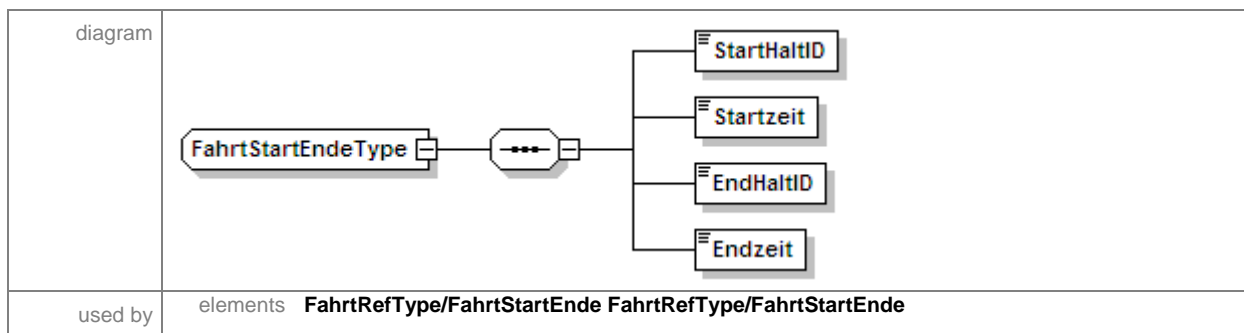 diagram
FahrtStartEndeType
StartHaltID
Startzeit
EndHaltID
Endzeit
used by
elements FahrtRefType/FahrtStartEnde FahrtRefType/FahrtStartEnde